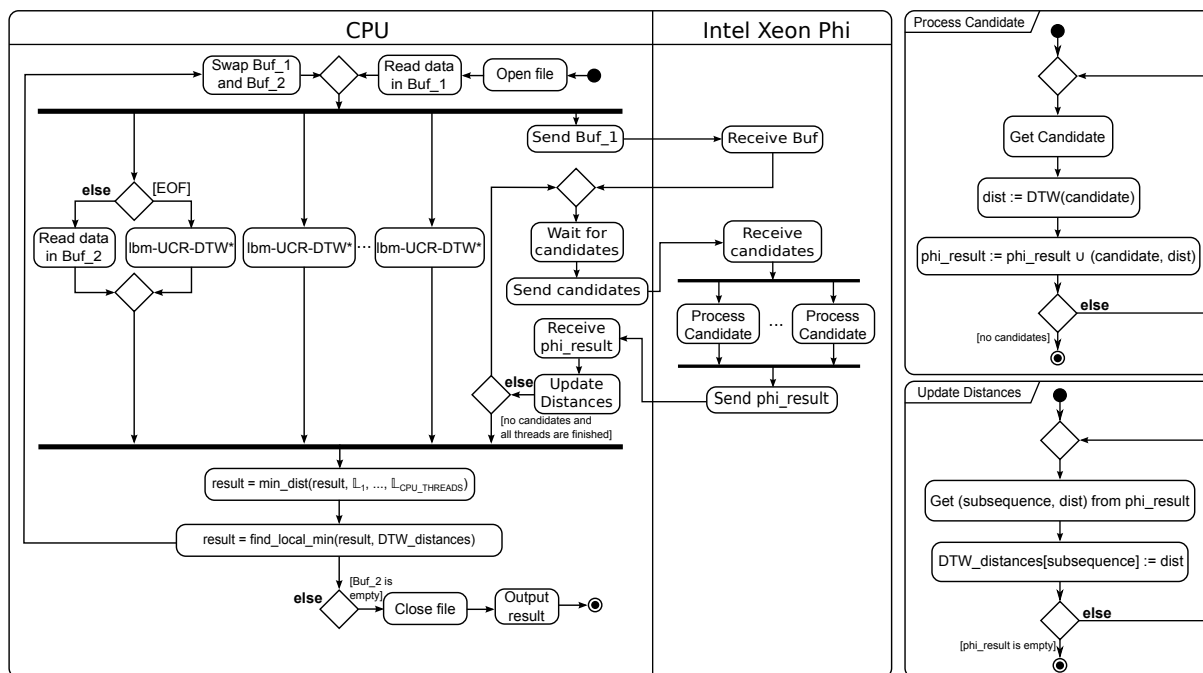 CPU
Intel Xeon Phi
Swap Buf_1
and Buf_2
Read data
in Buf_1
Open file
Send Buf_1
Receive Buf
else
[EOF]
Read data
in Buf_2
lbm-UCR-DTW*
lbm-UCR-DTW*
...
lbm-UCR-DTW*
Wait for
candidates
Send candidates
Receive
candidates
Process
Candidate
...
Process
Candidate
Receive
phi_result
Update
Distances
else
[no candidates and
all threads are finished]
Send phi_result
result = min_dist(result, 𝕃1, ..., 𝕃CPU_THREADS)
result = find_local_min(result, DTW_distances)
else
[Buf_2 is
empty]
Close file
Output
result
Process Candidate
Get Candidate
dist := DTW(candidate)
phi_result := phi_result ∪ (candidate, dist)
else
[no candidates]
Update Distances
Get (subsequence, dist) from phi_result
DTW_distances[subsequence] := dist
else
[phi_result is empty]